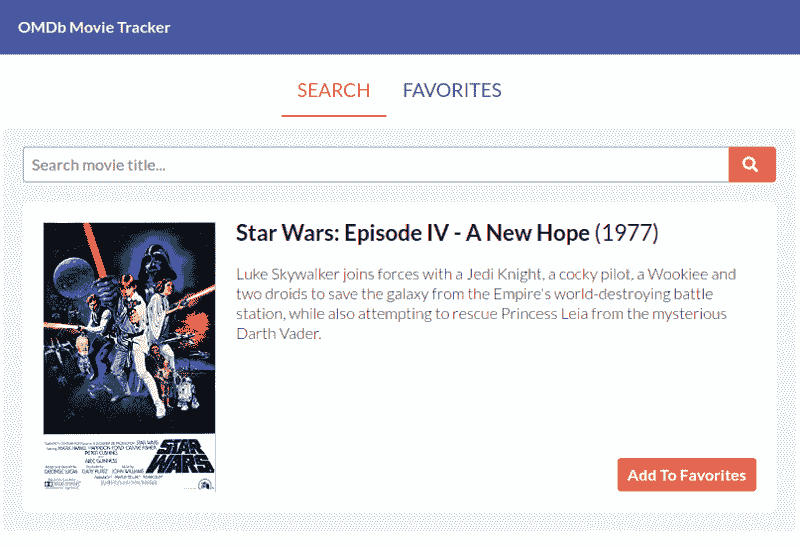 OMDb Movie Tracker
SEARCH FAVORITES
Search movie title...
Star Wars: Episode IV - A New Hope (1977)
Luke Skywalker joins forces with a Jedi Knight, a cocky pilot, a Wookiee and
two droids to save the galaxy from the Empire's world-destroying battle
station, while also attempting to rescue Princess Leia from the mysterious
Darth Vader.
STAR
WARS
Add To Favorites